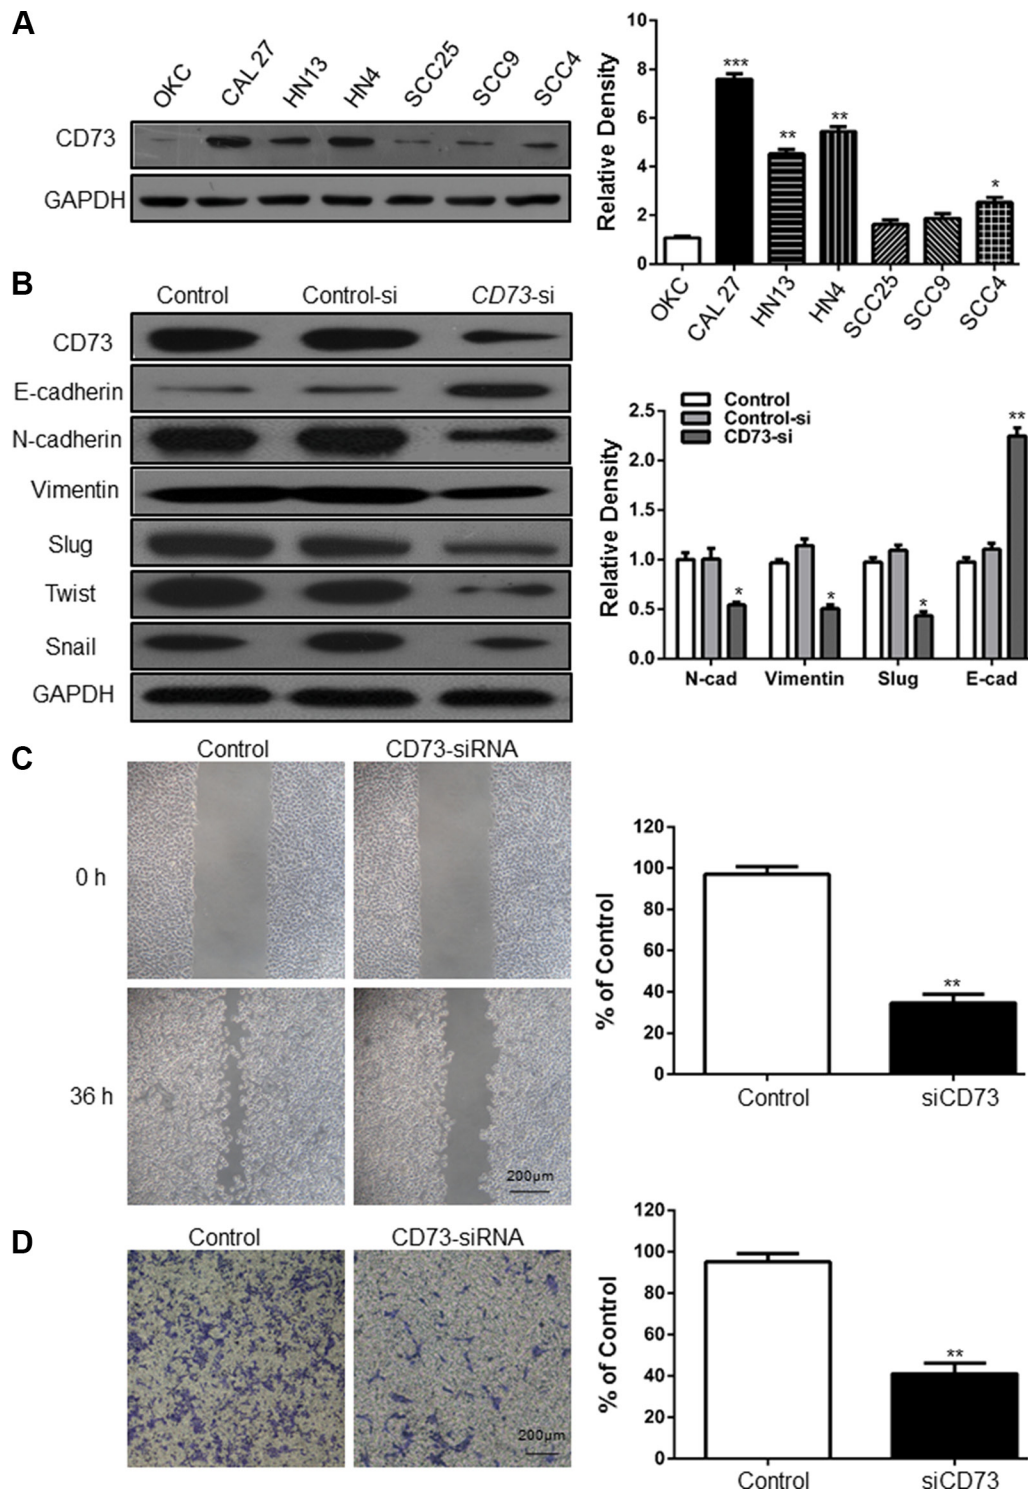 A
OKC CAL 27 HN13 HN4 SCC25 SCC9 SCC4
CD73
GAPDH
Relative Density
10
8
6
4
2
0
***
**
**
*
OKC CAL 27 HN13 HN4 SCC25 SCC9 SCC4
B
Control Control-si CD73-si
CD73
E-cadherin
N-cadherin
Vimentin
Slug
Twist
Snail
GAPDH
Control
Control-si
CD73-si
Relative Density
2.5
2.0
1.5
1.0
0.5
0.0
*
*
*
**
N-cad Vimentin Slug E-cad
C
Control CD73-siRNA
0 h
36 h
200μm
% of Control
120
100
80
60
40
20
0
**
Control siCD73
D
Control CD73-siRNA
200μm
% of Control
120
100
80
60
40
20
0
**
Control siCD73